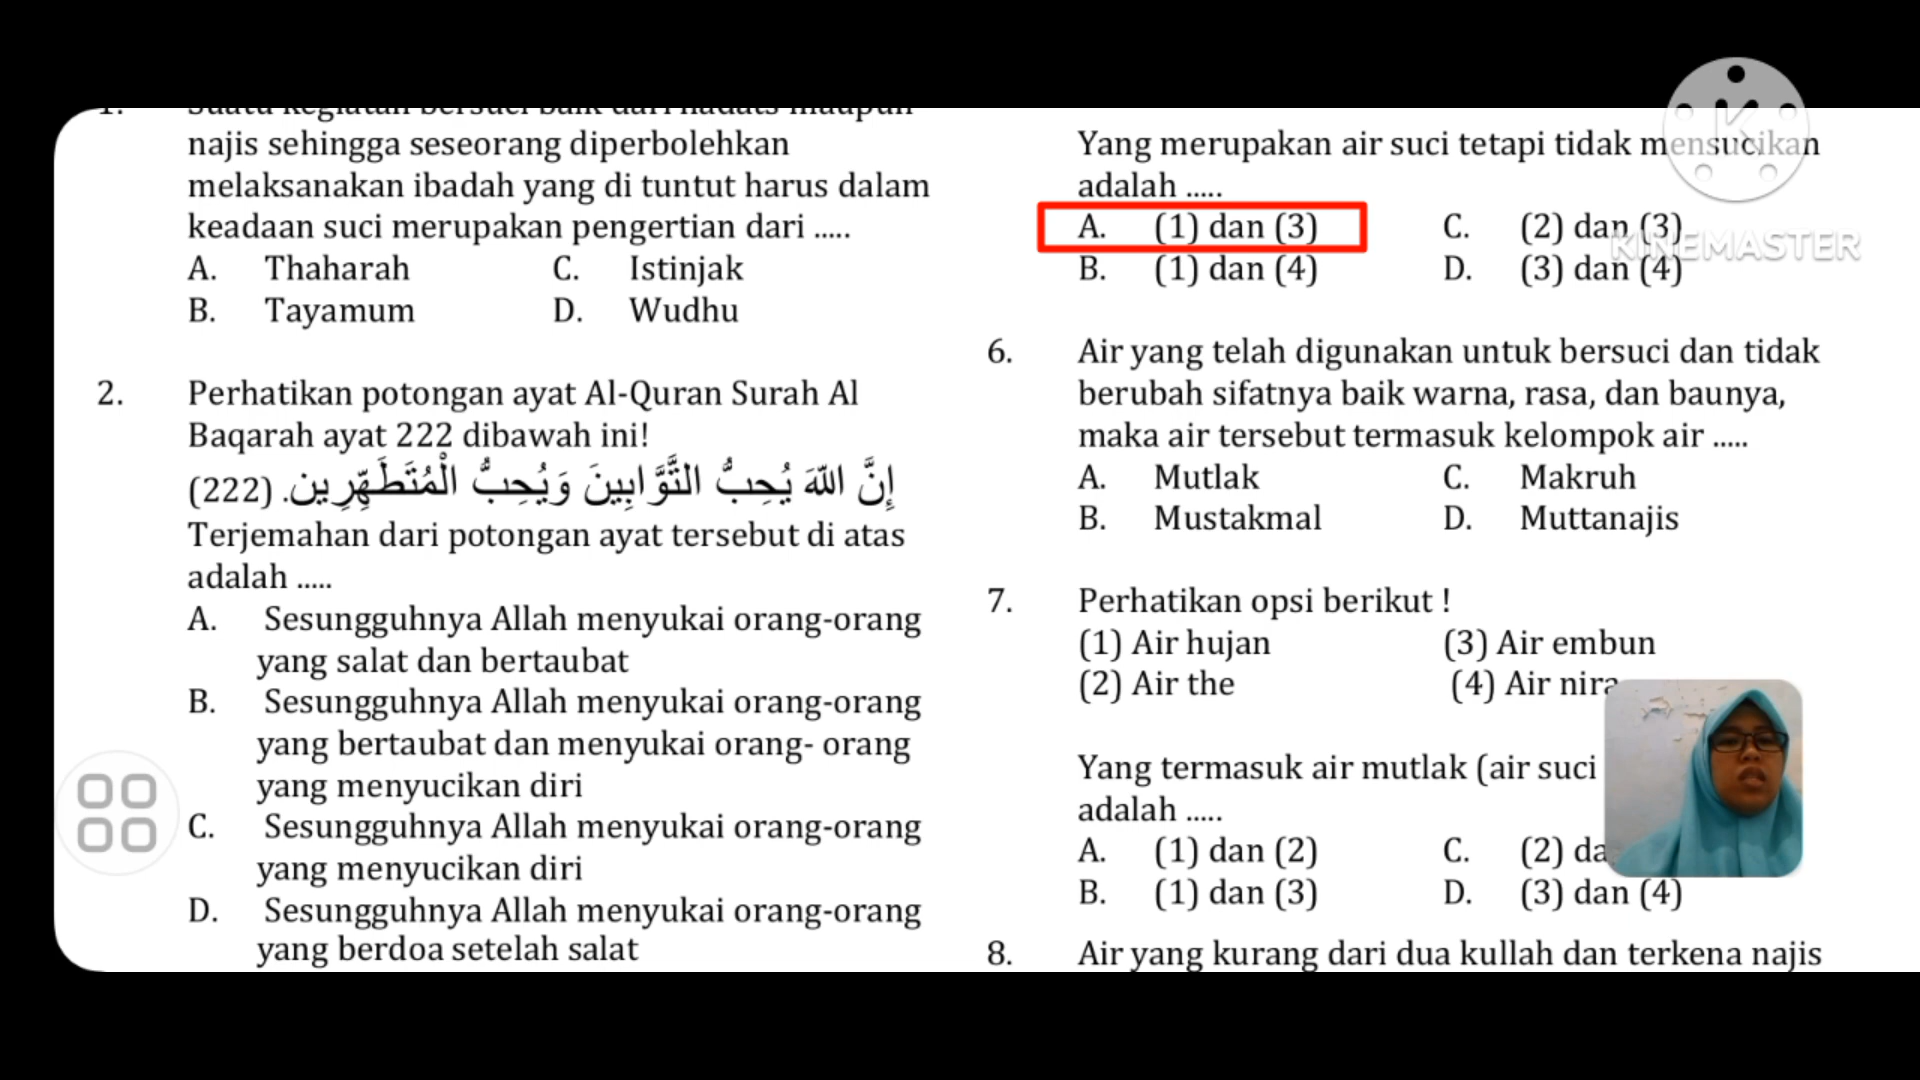 1. Suatu kegiatan bersuci baik dari hadats maupun
najis sehingga seseorang diperbolehkan
melaksanakan ibadah yang di tuntut harus dalam
keadaan suci merupakan pengertian dari .....
A. Thaharah C. Istinjak
B. Tayamum D. Wudhu
2. Perhatikan potongan ayat Al-Quran Surah Al
Baqarah ayat 222 dibawah ini!
إِنَّ اللّٰهَ يُحِبُّ التَّوَّابِينَ وَيُحِبُّ الْمُتَطَهِّرِين. (222)
Terjemahan dari potongan ayat tersebut di atas
adalah .....
A. Sesungguhnya Allah menyukai orang-orang
yang salat dan bertaubat
B. Sesungguhnya Allah menyukai orang-orang
yang bertaubat dan menyukai orang- orang
yang menyucikan diri
C. Sesungguhnya Allah menyukai orang-orang
yang menyucikan diri
D. Sesungguhnya Allah menyukai orang-orang
yang berdoa setelah salat
Yang merupakan air suci tetapi tidak mensucikan
adalah .....
A. (1) dan (3) C. (2) dan (3)
B. (1) dan (4) D. (3) dan (4)
6. Air yang telah digunakan untuk bersuci dan tidak
berubah sifatnya baik warna, rasa, dan baunya,
maka air tersebut termasuk kelompok air .....
A. Mutlak C. Makruh
B. Mustakmal D. Muttanajis
7. Perhatikan opsi berikut !
(1) Air hujan (3) Air embun
(2) Air the (4) Air nira
Yang termasuk air mutlak (air suci
adalah .....
A. (1) dan (2) C. (2) da
B. (1) dan (3) D. (3) dan (4)
8. Air yang kurang dari dua kullah dan terkena najis
KINEMASTER